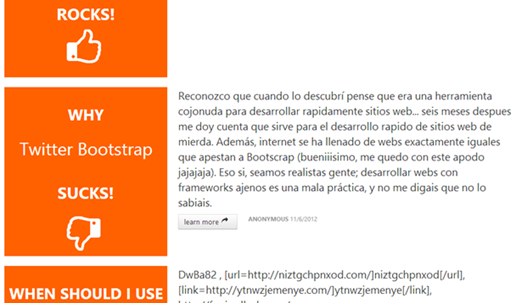 ROCKS!
WHY
Twitter Bootstrap
SUCKS!
Reconozco que cuando lo descubrí pense que era una herramienta
cojonuda para desarrollar rapidamente sitios web... seis meses despues
me doy cuenta que sirve para el desarrollo rapido de sitios web de
mierda. Además, internet se ha llenado de webs exactamente iguales
que apestan a Bootscrap (bueniiisimo, me quedo con este apodo
jajajaja). Eso si, seamos realistas gente; desarrollar webs con
frameworks ajenos es una mala práctica, y no me digais que no lo
sabiais.
learn more
ANONYMOUS 11/6/2012
WHEN SHOULD I USE
DwBa82 , [url=http://niztgchpnxod.com/]niztgchpnxod[/url],
[link=http://ytnwzjemenye.com/]ytnwzjemenye[/link],